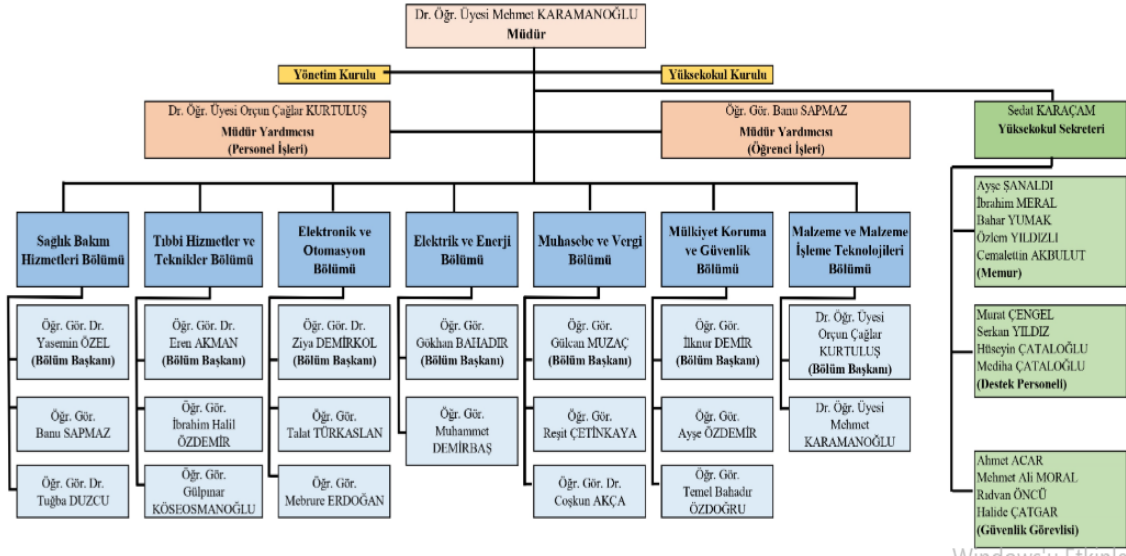 Dr. Öğr. Üyesi Mehmet KARAMANOĞLU
Müdür
Yönetim Kurulu
Yüksekokul Kurulu
Dr. Öğr. Üyesi Orçun Çağlar KURTULUŞ
Müdür Yardımcısı
(Personel İşleri)
Öğr. Gör. Banu SAPMAZ
Müdür Yardımcısı
(Öğrenci İşleri)
Sedat KARAÇAM
Yüksekokul Sekreteri
Sağlık Bakım
Hizmetleri Bölümü
Tıbbi Hizmetler ve
Teknikler Bölümü
Elektronik ve
Otomasyon
Bölümü
Elektrik ve Enerji
Bölümü
Muhasebe ve Vergi
Bölümü
Mülkiyet Koruma
ve Güvenlik
Bölümü
Malzeme ve Malzeme
İşleme Teknolojileri
Bölümü
Öğr. Gör. Dr.
Yasemin ÖZEL
(Bölüm Başkanı)
Öğr. Gör. Dr.
Eren AKMAN
(Bölüm Başkanı)
Öğr. Gör. Dr.
Ziya DEMİRKOL
(Bölüm Başkanı)
Öğr. Gör.
Gökhan BAHADIR
(Bölüm Başkanı)
Öğr. Gör.
Gülcan MUZAÇ
(Bölüm Başkanı)
Öğr. Gör.
İlknur DEMİR
(Bölüm Başkanı)
Dr. Öğr. Üyesi
Orçun Çağlar
KURTULUŞ
(Bölüm Başkanı)
Öğr. Gör.
Banu SAPMAZ
Öğr. Gör.
İbrahim Halil
ÖZDEMİR
Öğr. Gör.
Talat TÜRKASLAN
Öğr. Gör.
Muhammet
DEMİRBAŞ
Öğr. Gör.
Reşit ÇETİNKAYA
Öğr. Gör.
Ayşe ÖZDEMİR
Dr. Öğr. Üyesi
Mehmet
KARAMANOĞLU
Öğr. Gör. Dr.
Tuğba DUZCU
Öğr. Gör.
Gülpınar
KÖSEOSMANOĞLU
Öğr. Gör.
Mebrure ERDOĞAN
Öğr. Gör. Dr.
Coşkun AKÇA
Öğr. Gör.
Temel Bahadır
ÖZDOĞRU
Ayşe ŞANALDI
İbrahim MERAL
Bahar YUMAK
Özlem YILDIZLI
Cemalettin AKBULUT
(Memur)
Murat ÇENGEL
Serkan YILDIZ
Hüseyin ÇATALOĞLU
Mediha ÇATALOĞLU
(Destek Personeli)
Ahmet ACAR
Mehmet Ali MORAL
Rıdvan ÖNCÜ
Halide ÇATGAR
(Güvenlik Görevlisi)